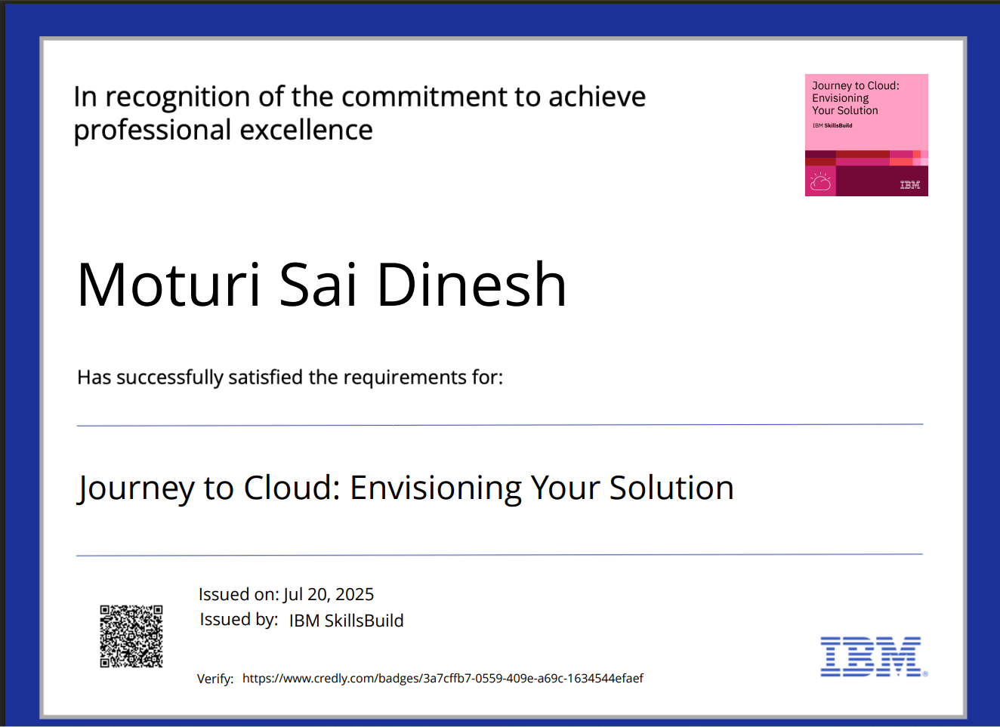 In recognition of the commitment to achieve
professional excellence
Journey to Cloud:
Envisioning
Your Solution
IBM SkillsBuild
IBM
Moturi Sai Dinesh
Has successfully satisfied the requirements for:
Journey to Cloud: Envisioning Your Solution
Issued on: Jul 20, 2025
Issued by: IBM SkillsBuild
IBM®
Verify: https://www.credly.com/badges/3a7cffb7-0559-409e-a69c-1634544efaef